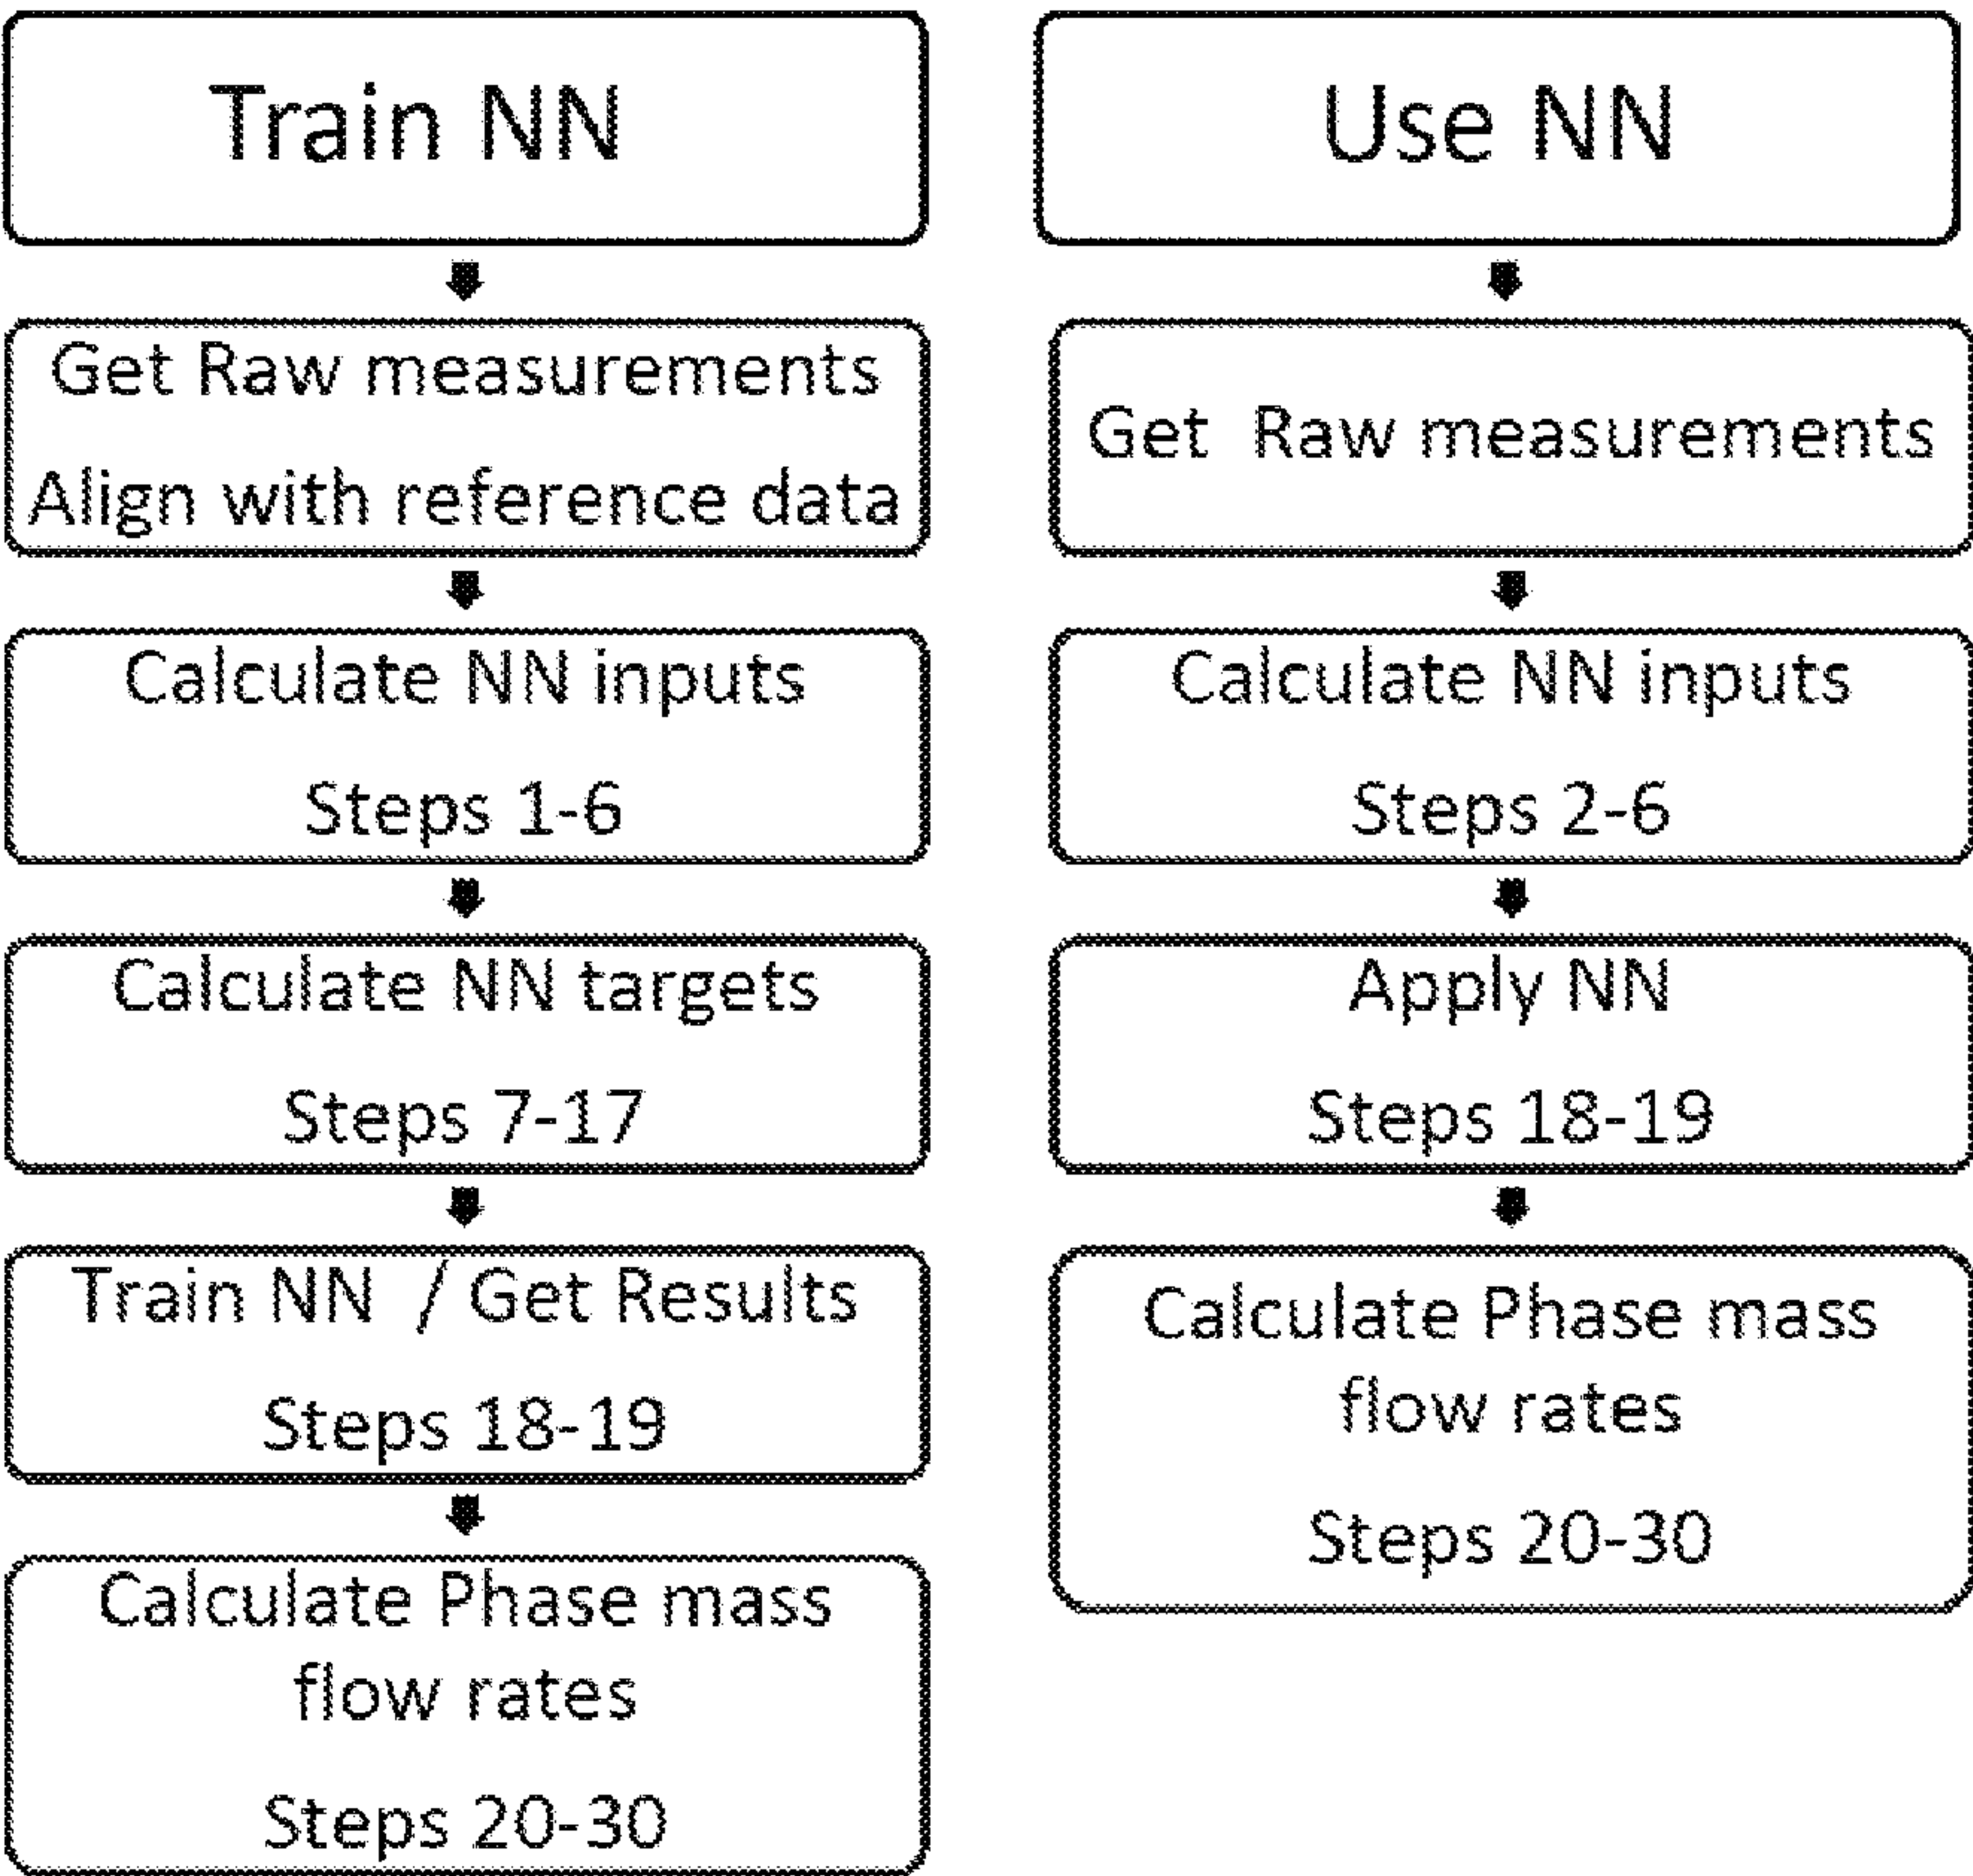 Train NN
Get Raw measurements
Align with reference data
Calculate NN inputs
Steps 1-6
Calculate NN targets
Steps 7-17
Train NN / Get Results
Steps 18-19
Calculate Phase mass
flow rates
Steps 20-30
Use NN
Get Raw measurements
Calculate NN inputs
Steps 2-6
Apply NN
Steps 18-19
Calculate Phase mass
flow rates
Steps 20-30